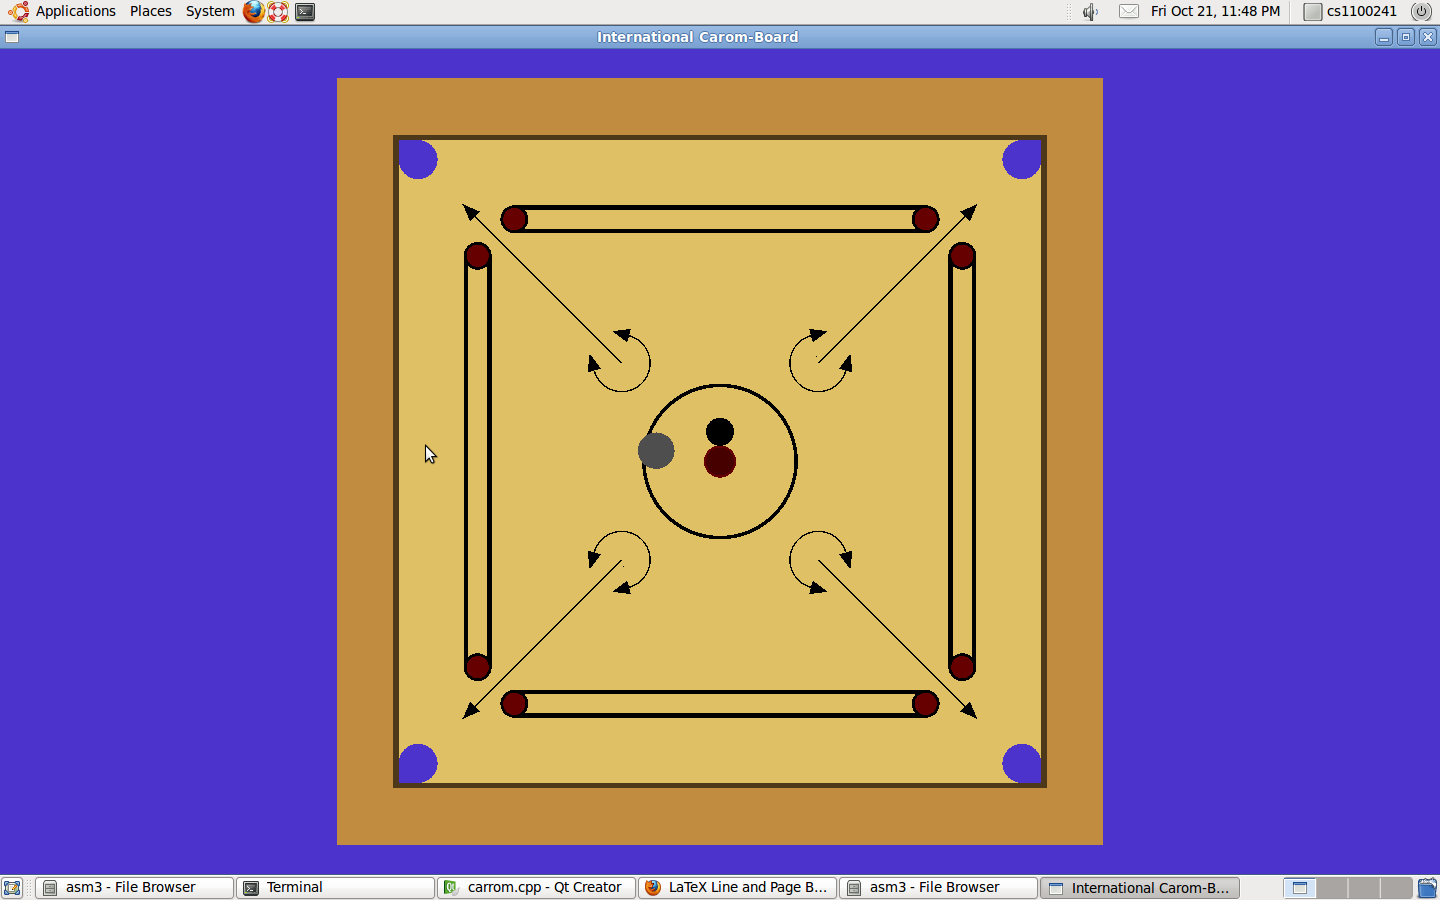 Applications Places System Fri Oct 21, 11:48 PM cs1100241
International Carom-Board
asm3 - File Browser Terminal carrom.cpp - Qt Creator LaTeX Line and Page B... asm3 - File Browser International Carom-B...